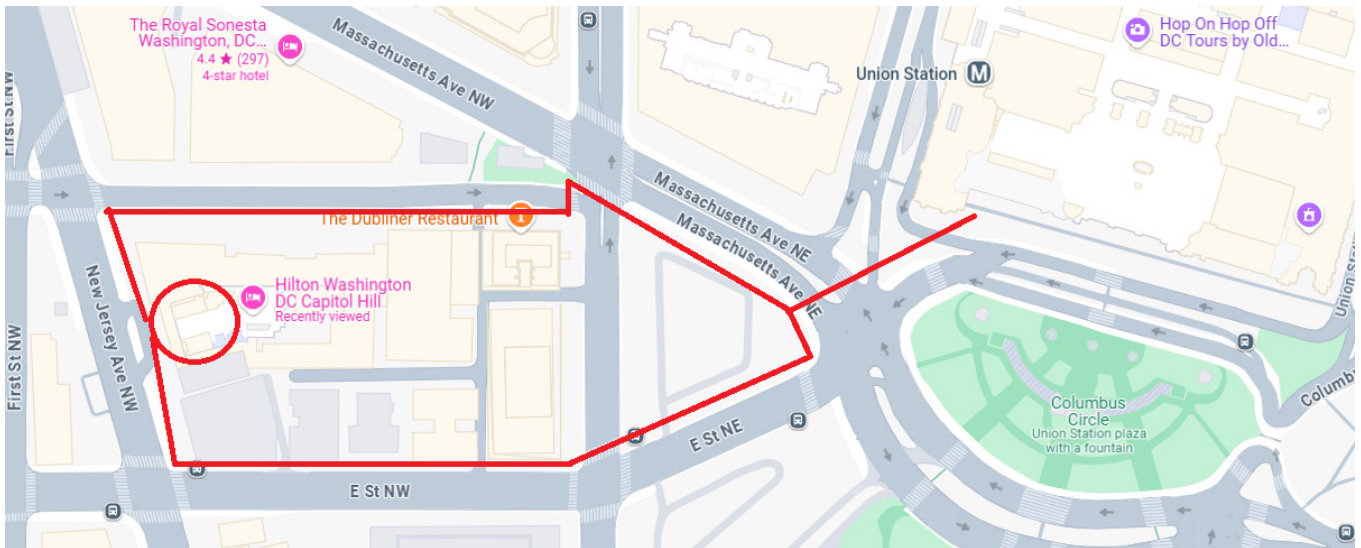 The Royal Sonesta
Washington, DC...
4.4 ★ (297)
4-star hotel
Massachusetts Ave NW
Union Station
M
Hop On Hop Off
DC Tours by Old...
First St NW
The Dubliner Restaurant
Massachusetts Ave NE
Massachusetts Ave NE
New Jersey Ave NW
Hilton Washington
DC Capitol Hill
Recently viewed
Union Stati
First St NW
Columbus
Circle
Union Station plaza
with a fountain
Columbu
E St NE
E St NW